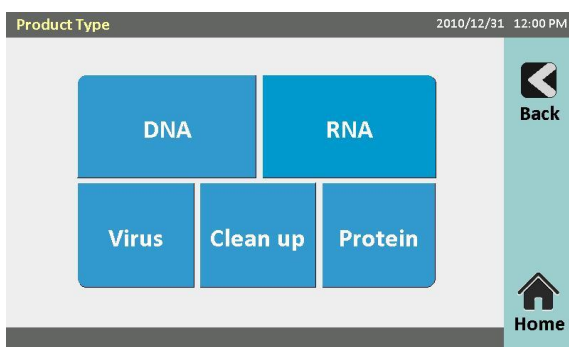 Product Type 2010/12/31 12:00 PM
Back
DNA RNA
Virus Clean up Protein
Home